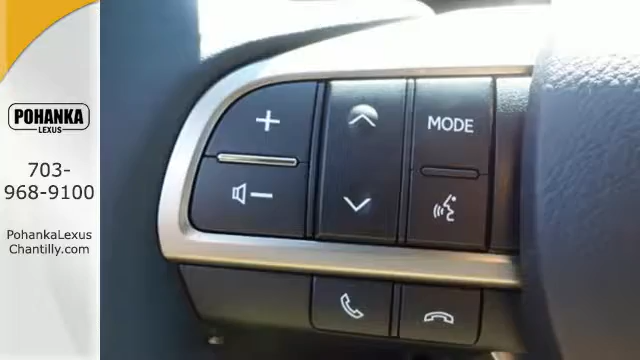 POHANKA
LEXUS
703-
968-9100
PohankaLexus
Chantilly.com
MODE